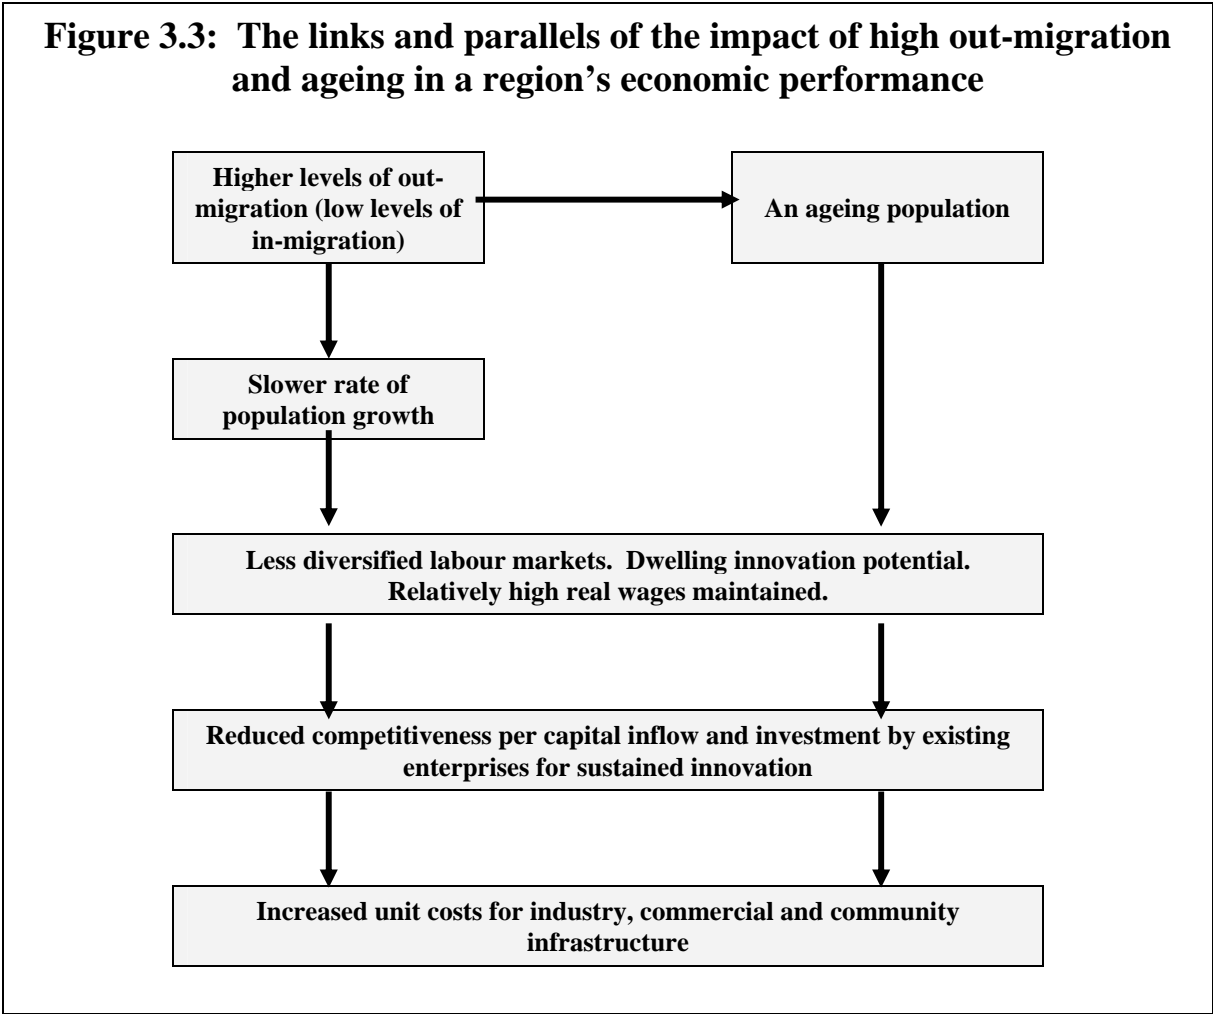 Figure 3.3: The links and parallels of the impact of high out-migration
and ageing in a region's economic performance
Higher levels of out-
migration (low levels of
in-migration)
An ageing population
Slower rate of
population growth
Less diversified labour markets. Dwelling innovation potential.
Relatively high real wages maintained.
Reduced competitiveness per capital inflow and investment by existing
enterprises for sustained innovation
Increased unit costs for industry, commercial and community
infrastructure